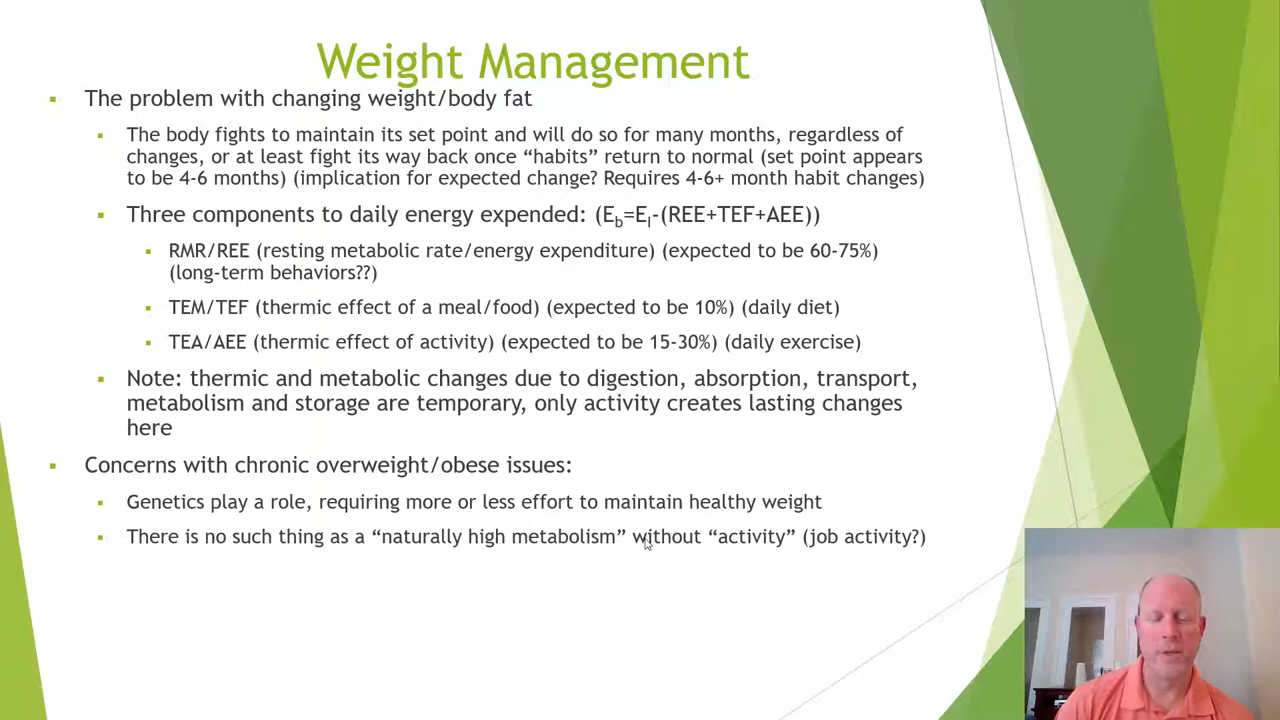 Weight Management
The problem with changing weight/body fat
The body fights to maintain its set point and will do so for many months, regardless of
changes, or at least fight its way back once “habits” return to normal (set point appears
to be 4-6 months) (implication for expected change? Requires 4-6+ month habit changes)
Three components to daily energy expended: (Eb=EI-(REE+TEF+AEE))
RMR/REE (resting metabolic rate/energy expenditure) (expected to be 60-75%)
(long-term behaviors??)
TEM/TEF (thermic effect of a meal/food) (expected to be 10%) (daily diet)
TEA/AEE (thermic effect of activity) (expected to be 15-30%) (daily exercise)
Note: thermic and metabolic changes due to digestion, absorption, transport,
metabolism and storage are temporary, only activity creates lasting changes
here
Concerns with chronic overweight/obese issues:
Genetics play a role, requiring more or less effort to maintain healthy weight
There is no such thing as a “naturally high metabolism” without “activity” (job activity?)